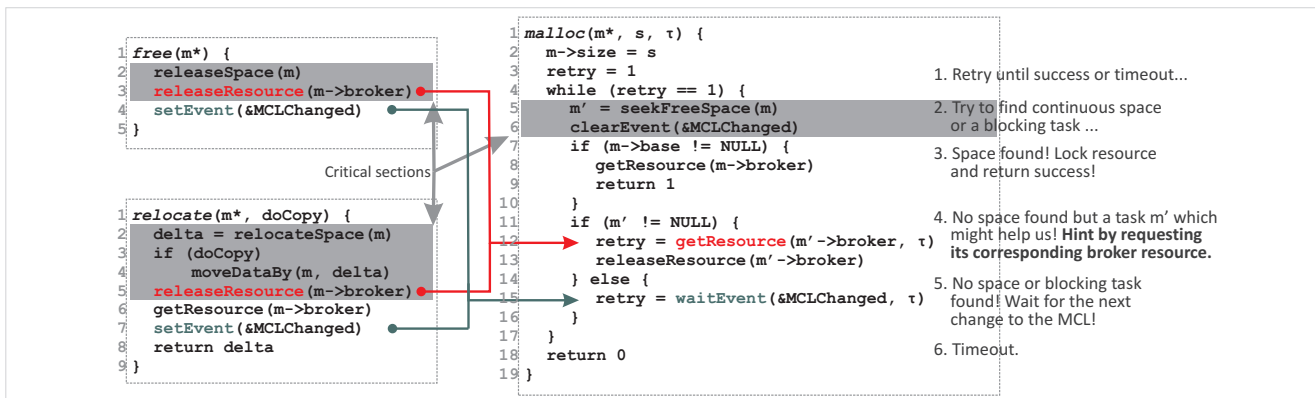 1 free(m*) {
2 releaseSpace(m)
3 releaseResource(m->broker)
4 setEvent(&MCLChanged)
5 }
Critical sections
1 relocate(m*, doCopy) {
2 delta = relocateSpace(m)
3 if (doCopy)
4 moveDataBy(m, delta)
5 releaseResource(m->broker)
6 getResource(m->broker)
7 setEvent(&MCLChanged)
8 return delta
9 }
1 malloc(m*, s, τ) {
2 m->size = s
3 retry = 1
4 while (retry == 1) {
5 m' = seekFreeSpace(m)
6 clearEvent(&MCLChanged)
7 if (m->base != NULL) {
8 getResource(m->broker)
9 return 1
10 }
11 if (m' != NULL) {
12 retry = getResource(m'->broker, τ)
13 releaseResource(m'->broker)
14 } else {
15 retry = waitEvent(&MCLChanged, τ)
16 }
17 }
18 return 0
19 }
1. Retry until success or timeout...
2. Try to find continuous space
or a blocking task ...
3. Space found! Lock resource
and return success!
4. No space found but a task m' which
might help us! Hint by requesting
its corresponding broker resource.
5. No space or blocking task
found! Wait for the next
change to the MCL!
6. Timeout.